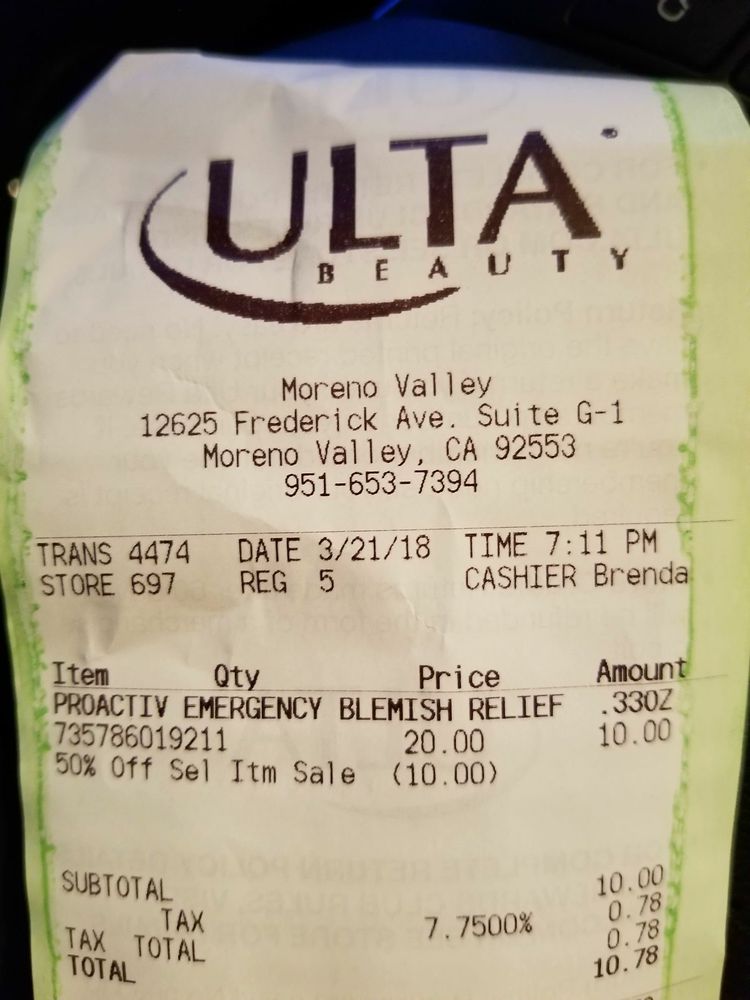 ULTA
BEAUTY
Moreno Valley
12625 Frederick Ave. Suite G-1
Moreno Valley, CA 92553
951-653-7394
TRANS 4474 DATE 3/21/18 TIME 7:11 PM
STORE 697 REG 5 CASHIER Brenda
Item Qty Price Amount
PROACTIV EMERGENCY BLEMISH RELIEF .33OZ
735786019211 20.00 10.00
50% Off Sel Itm Sale (10.00)
SUBTOTAL 10.00
TAX 7.7500% 0.78
TAX TOTAL 0.78
TOTAL 10.78